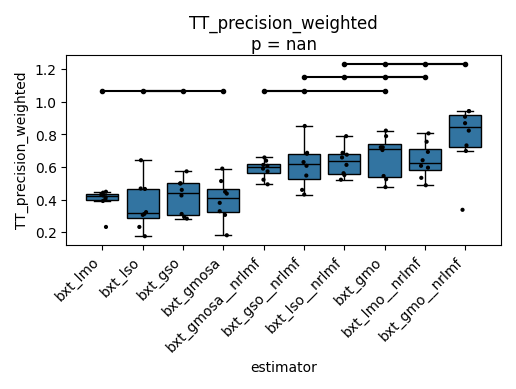 TT_precision_weighted
p = nan
TT_precision_weighted
1.2
1.0
0.8
0.6
0.4
0.2
bxt_lmo
bxt_lso
bxt_gso
bxt_gmosa
bxt_gmosa__nrlmf
bxt_gso__nrlmf
bxt_lso__nrlmf
bxt_gmo
bxt_lmo__nrlmf
bxt_gmo__nrlmf
estimator